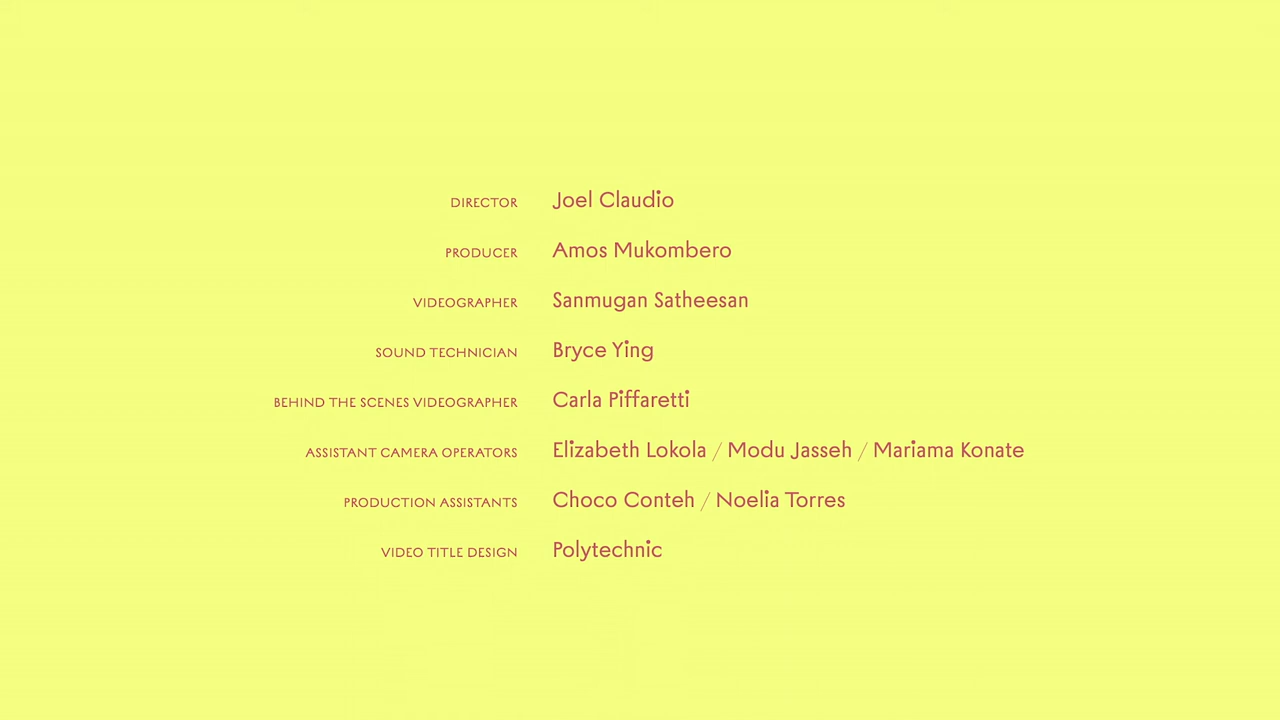 DIRECTOR Joel Claudio
PRODUCER Amos Mukombero
VIDEOGRAPHER Sanmugan Satheesan
SOUND TECHNICIAN Bryce Ying
BEHIND THE SCENES VIDEOGRAPHER Carla Piffaretti
ASSISTANT CAMERA OPERATORS Elizabeth Lokola / Modu Jasseh / Mariama Konate
PRODUCTION ASSISTANTS Choco Conteh / Noelia Torres
VIDEO TITLE DESIGN Polytechnic